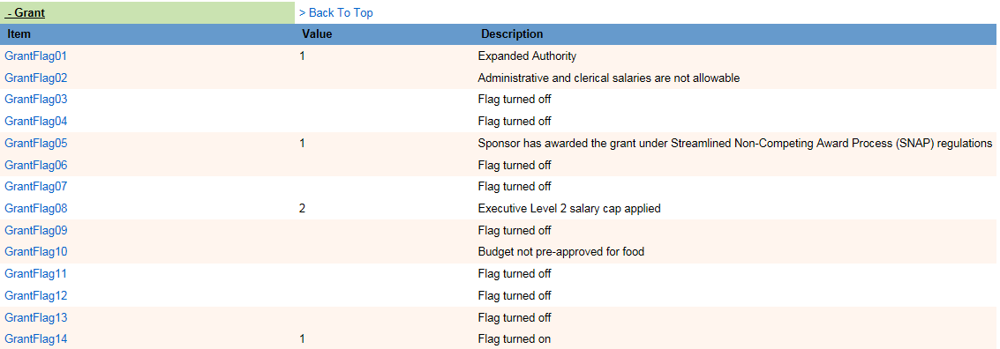 - Grant > Back To Top
Item Value Description
GrantFlag01 1 Expanded Authority
GrantFlag02 Administrative and clerical salaries are not allowable
GrantFlag03 Flag turned off
GrantFlag04 Flag turned off
GrantFlag05 1 Sponsor has awarded the grant under Streamlined Non-Competing Award Process (SNAP) regulations
GrantFlag06 Flag turned off
GrantFlag07 Flag turned off
GrantFlag08 2 Executive Level 2 salary cap applied
GrantFlag09 Flag turned off
GrantFlag10 Budget not pre-approved for food
GrantFlag11 Flag turned off
GrantFlag12 Flag turned off
GrantFlag13 Flag turned off
GrantFlag14 1 Flag turned on